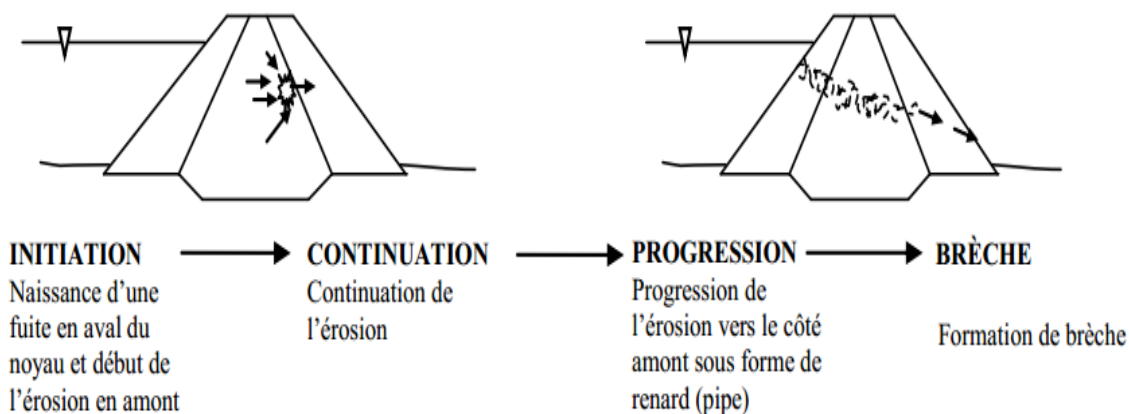 INITIATION
Naissance d'une
fuite en aval du
noyau et début de
l'érosion en amont
CONTINUATION
Continuation de
l'érosion
PROGRESSION
Progression de
l'érosion vers le côté
amont sous forme de
renard (pipe)
BRÈCHE
Formation de brèche